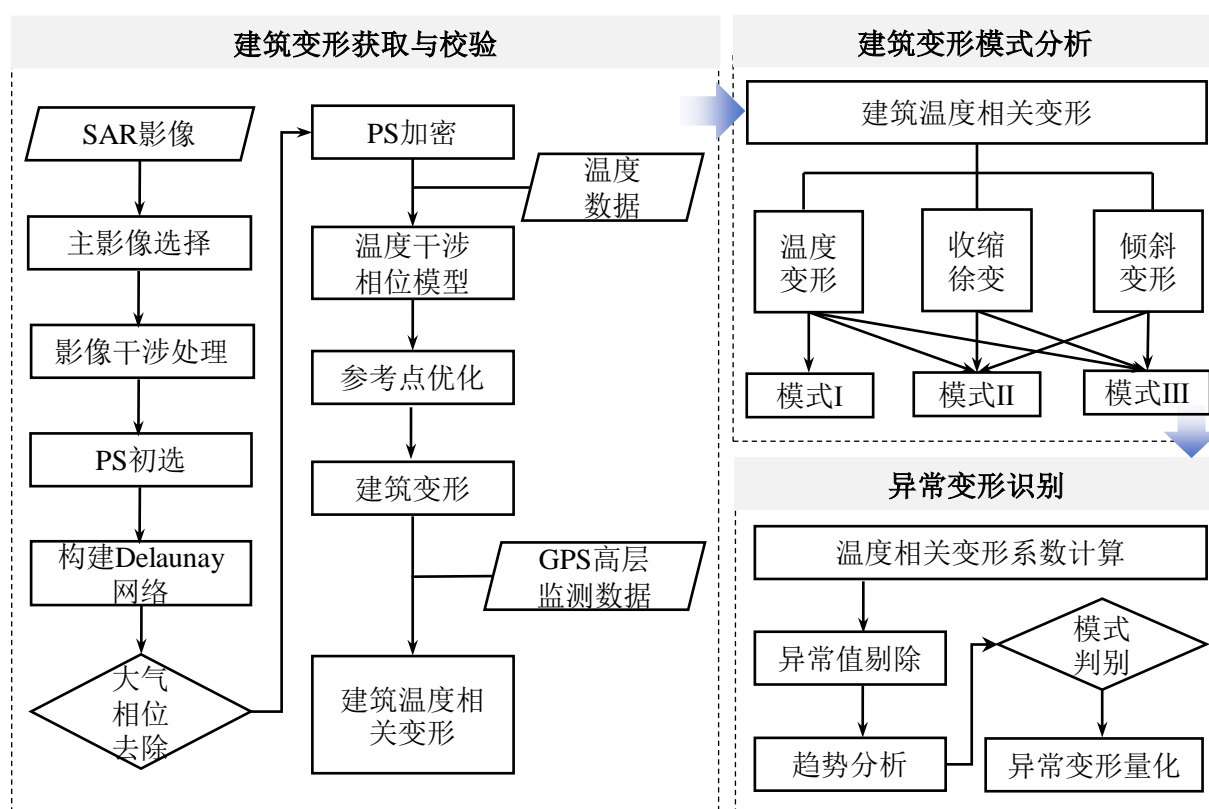 建筑变形获取与校验
SAR影像
主影像选择
影像干涉处理
PS初选
构建Delaunay
网络
大气
相位
去除
PS加密
温度
数据
温度干涉
相位模型
参考点优化
建筑变形
GPS高层
监测数据
建筑温度相
关变形
建筑变形模式分析
建筑温度相关变形
温度
变形
收缩
徐变
倾斜
变形
模式I
模式II
模式III
异常变形识别
温度相关变形系数计算
异常值剔除
趋势分析
模式
判别
异常变形量化